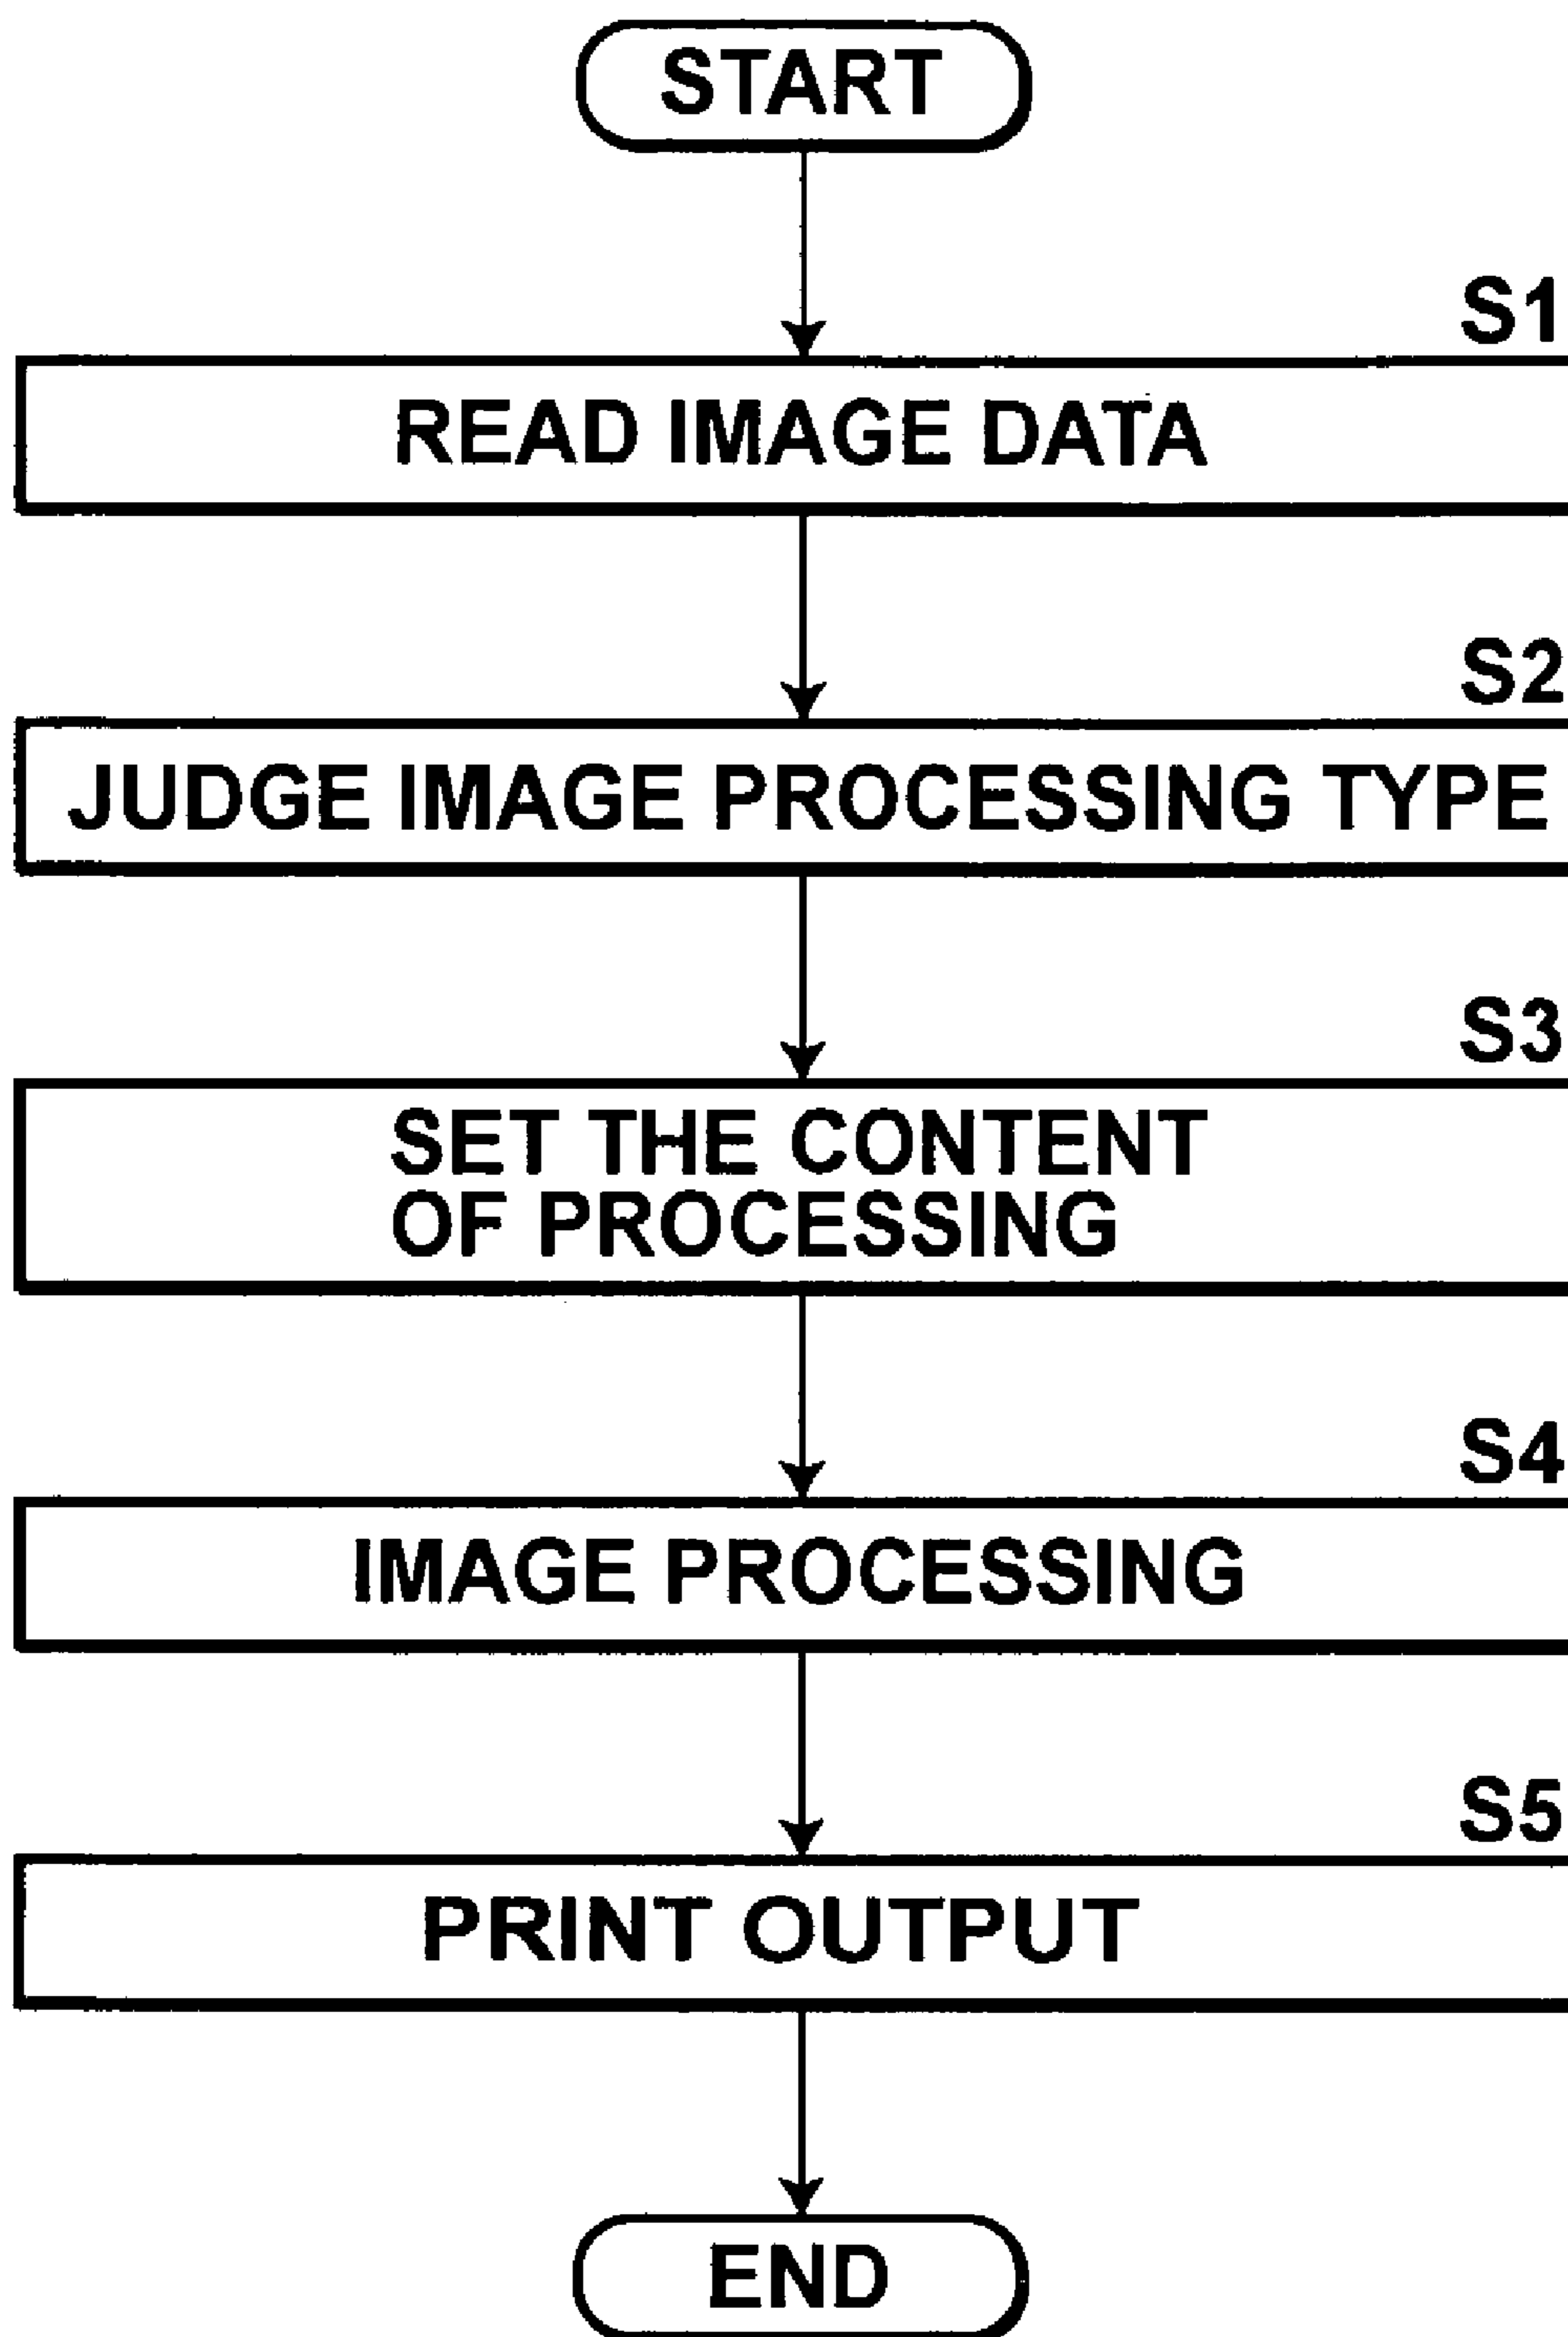 START
S1
READ IMAGE DATA
S2
JUDGE IMAGE PROCESSING TYPE
S3
SET THE CONTENT
OF PROCESSING
S4
IMAGE PROCESSING
S5
PRINT OUTPUT
END